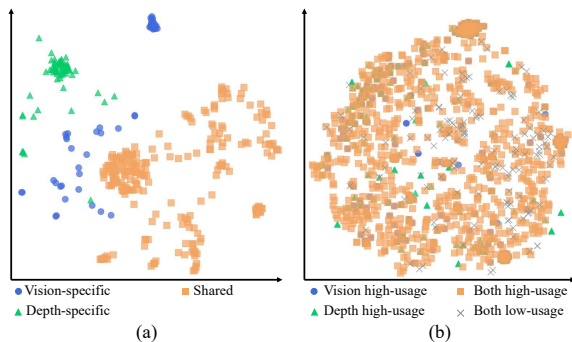 Vision-specific Shared
Depth-specific
(a)
Vision high-usage Both high-usage
Depth high-usage Both low-usage
(b)